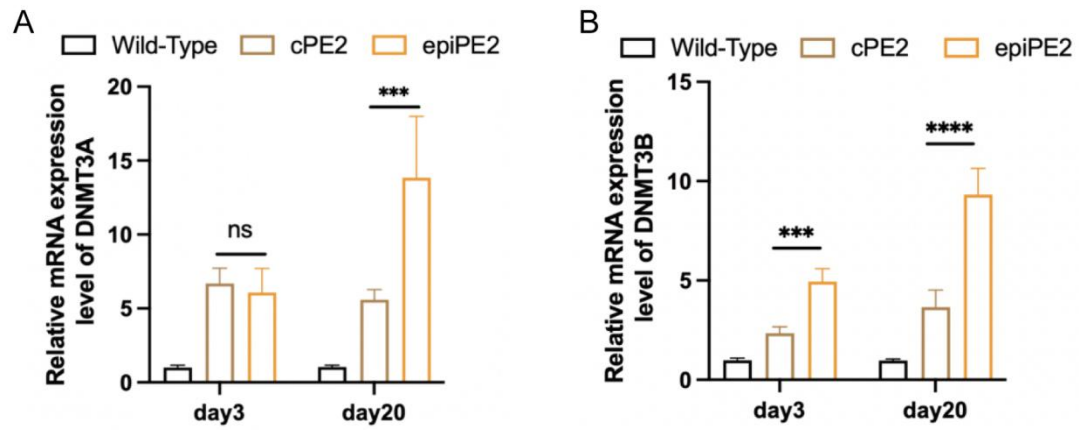 A
Wild-Type cPE2 epiPE2
Relative mRNA expression
level of DNMT3A
20
15
10
5
0
ns
***
day3 day20
B
Wild-Type cPE2 epiPE2
Relative mRNA expression
level of DNMT3B
15
10
5
0
***
****
day3 day20